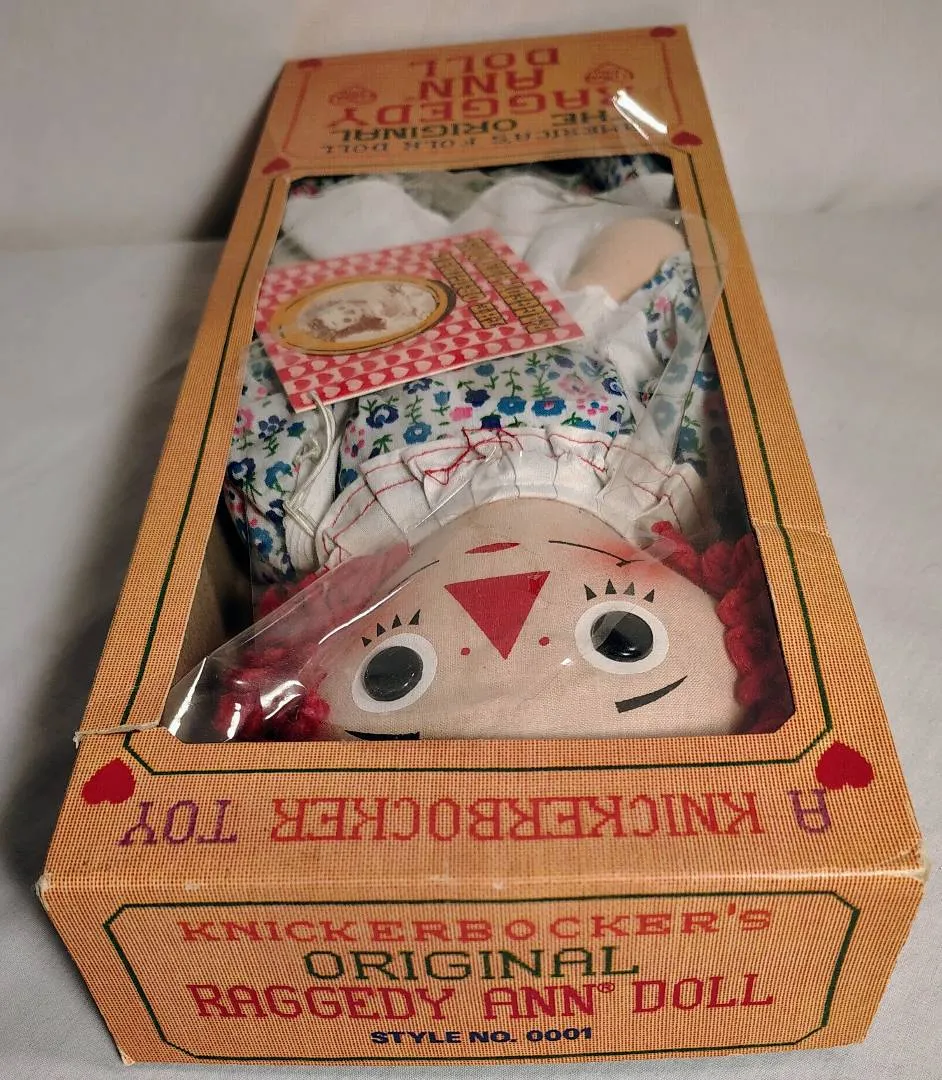 AMERICA'S FOLK DOLL
THE ORIGINAL
RAGGEDY
ANN
DOLL
A KNICKERBOCKER TOY
KNICKERBOCKER'S
ORIGINAL
RAGGEDY ANN® DOLL
STYLE NO. 0001